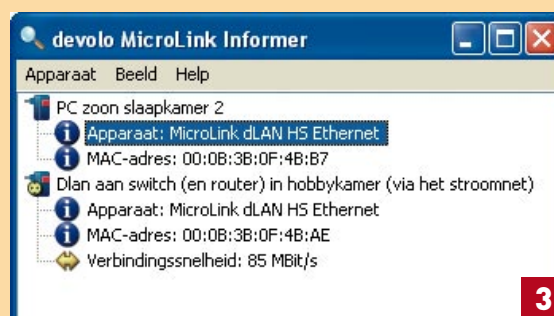 devolo MicroLink Informer
Apparaat Beeld Help
PC zoon slaapkamer 2
Apparaat: MicroLink dLAN HS Ethernet
MAC-adres: 00:0B:3B:0F:4B:B7
Dlan aan switch (en router) in hobbykamer (via het stroomnet)
Apparaat: MicroLink dLAN HS Ethernet
MAC-adres: 00:0B:3B:0F:4B:AE
Verbindingssnelheid: 85 MBit/s
3